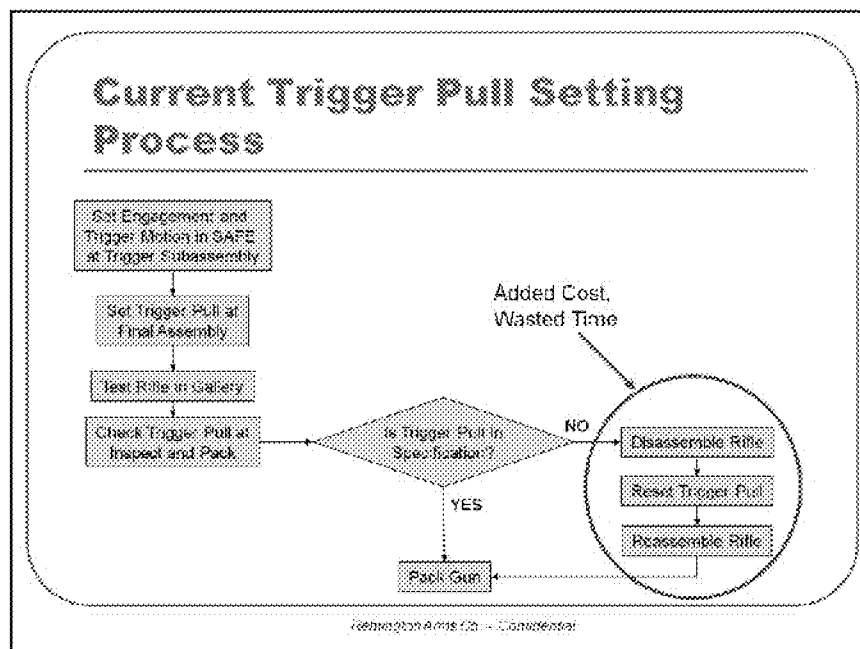 Current Trigger Pull Setting
Process
Set Engagement and
Trigger Motion in SAFE
at Trigger Subassembly
Set Trigger Pull at
Final Assembly
Test Rifle in Gallery
Check Trigger Pull at
Inspect and Pack
Is Trigger Pull in
Specification?
YES
NO
Pack Gun
Added Cost,
Wasted Time
Disassemble Rifle
Reset Trigger Pull
Reassemble Rifle
Remington Arms Co. - Confidential